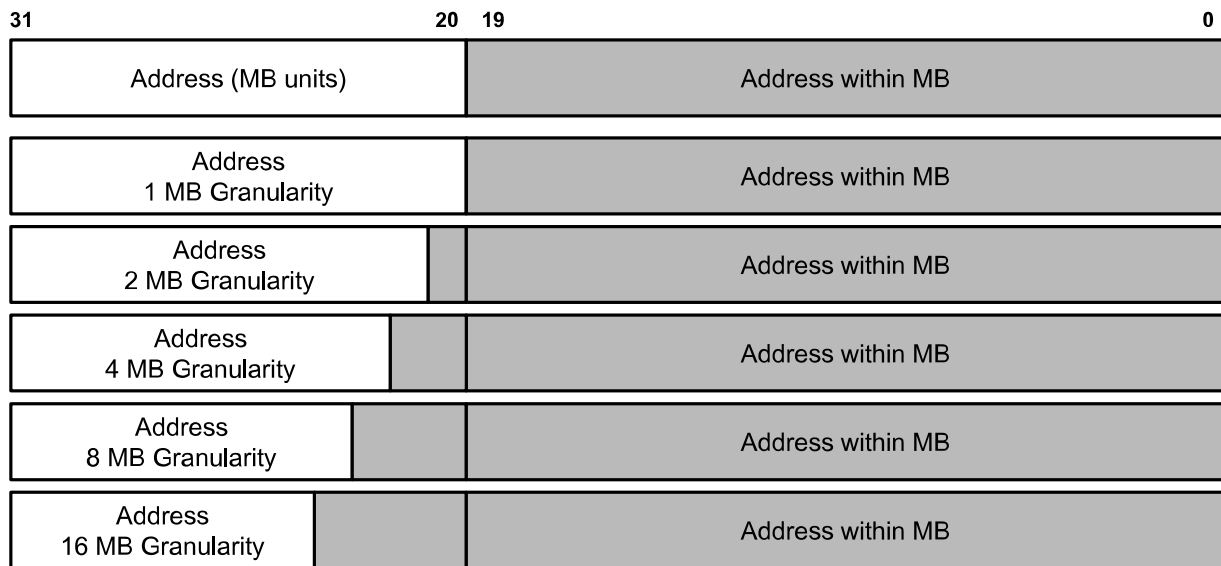 31 20 19 0
Address (MB units) Address within MB
Address
1 MB Granularity
Address within MB
Address
2 MB Granularity
Address within MB
Address
4 MB Granularity
Address within MB
Address
8 MB Granularity
Address within MB
Address
16 MB Granularity
Address within MB